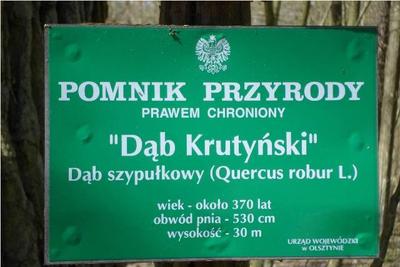 POMNIK PRZYRODY
PRAWEM CHRONIONY
"Dąb Krutyński"
Dąb szypułkowy (Quercus robur L.)
wiek - około 370 lat
obwód pnia - 530 cm
wysokość - 30 m
URZĄD WOJEWÓDZKI
w OLSZTYNIE